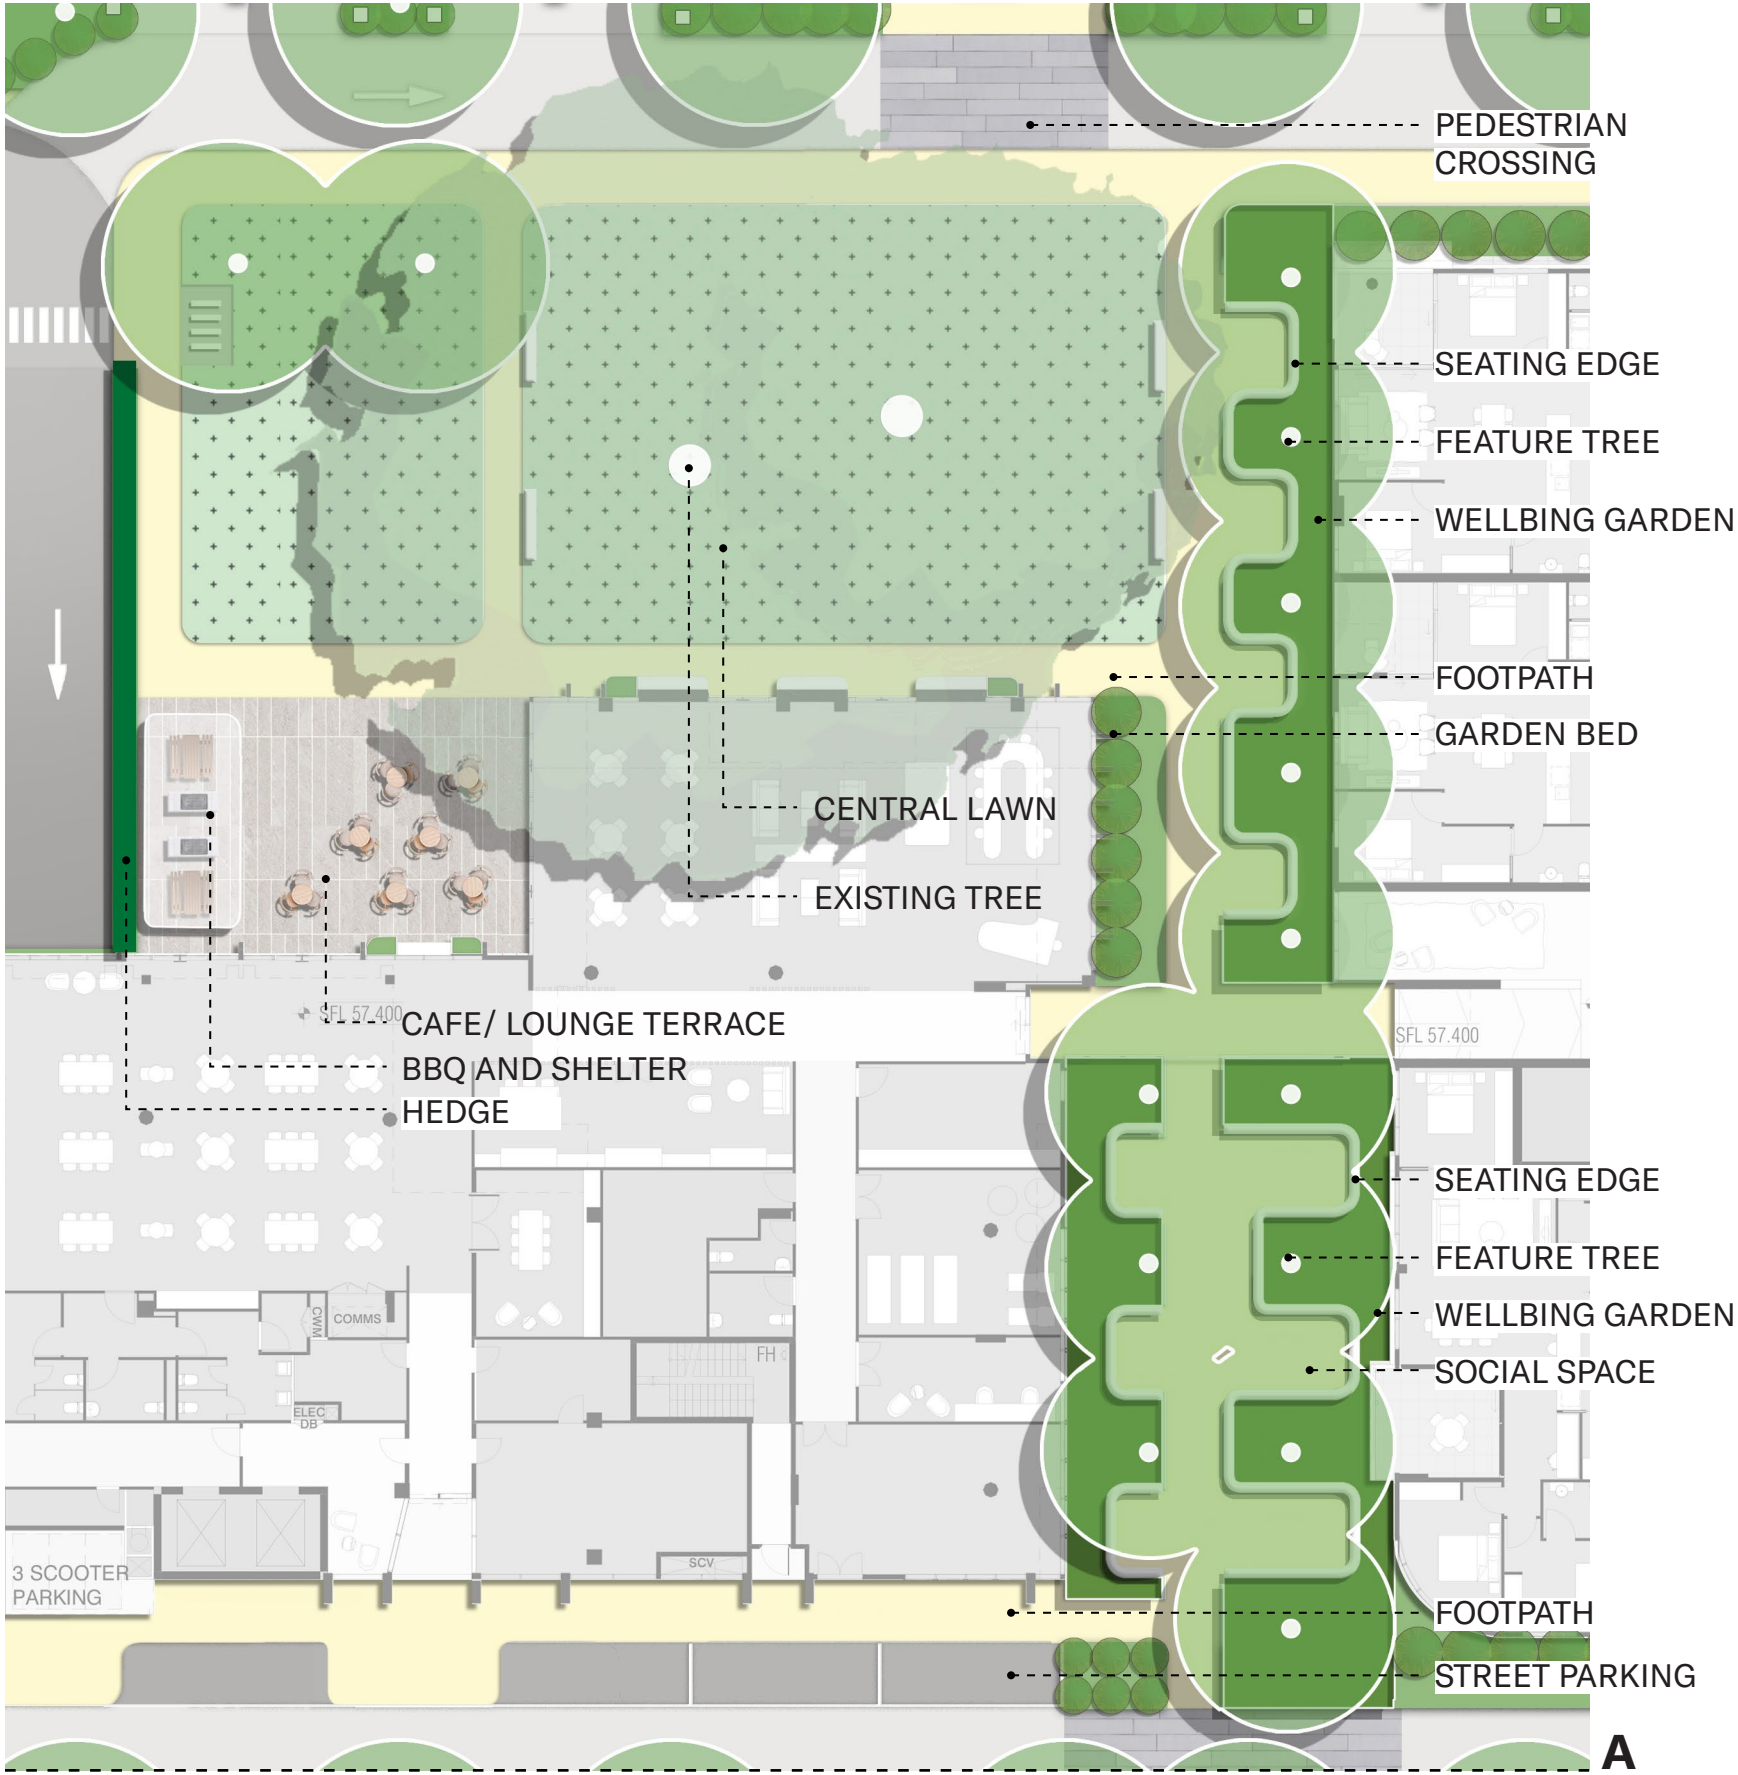 PEDESTRIAN
CROSSING
SEATING EDGE
FEATURE TREE
WELLBING GARDEN
FOOTPATH
GARDEN BED
CENTRAL LAWN
EXISTING TREE
SFL 57.400
CAFE/ LOUNGE TERRACE
BBQ AND SHELTER
HEDGE
SFL 57.400
SEATING EDGE
FEATURE TREE
WELLBING GARDEN
SOCIAL SPACE
CWM
COMMS
FH
ELEC
DB
SCV
3 SCOOTER
PARKING
FOOTPATH
STREET PARKING
A